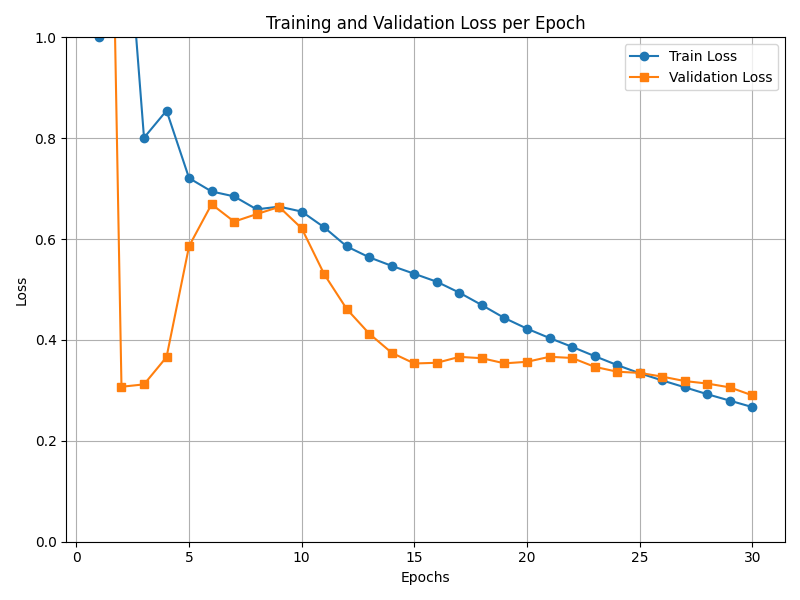 Training and Validation Loss per Epoch
Train Loss
Validation Loss
1.0
0.8
0.6
0.4
0.2
0.0
Loss
0 5 10 15 20 25 30
Epochs